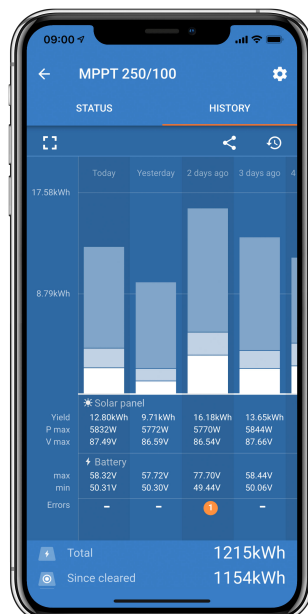 09:00
MPPT 250/100
STATUS HISTORY
Today Yesterday 2 days ago 3 days ago 4
17.58kWh
8.79kWh
Solar panel
Yield 12.80kWh 9.71kWh 16.18kWh 13.65kWh
P max 5832W 5772W 5770W 5844W
V max 87.49V 86.59V 86.54V 87.66V
Battery
max 58.32V 57.72V 77.70V 58.44V
min 50.31V 50.30V 49.44V 50.06V
Errors - - 1 -
Total 1215kWh
Since cleared 1154kWh